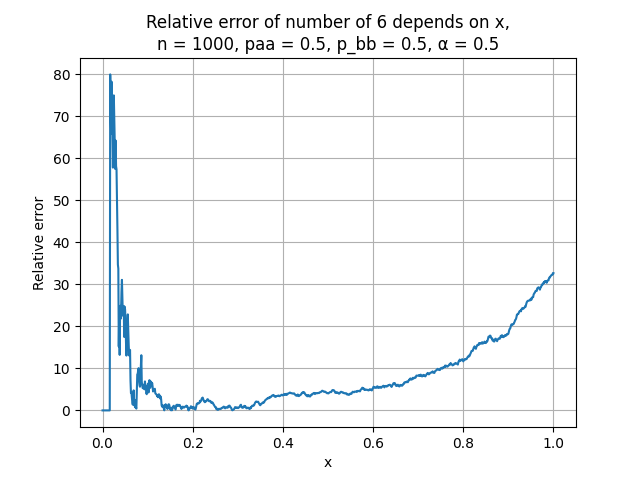 Relative error of number of 6 depends on x,
n = 1000, paa = 0.5, p_bb = 0.5, α = 0.5
80
70
60
50
40
30
20
10
0
Relative error
0.0 0.2 0.4 0.6 0.8 1.0
x